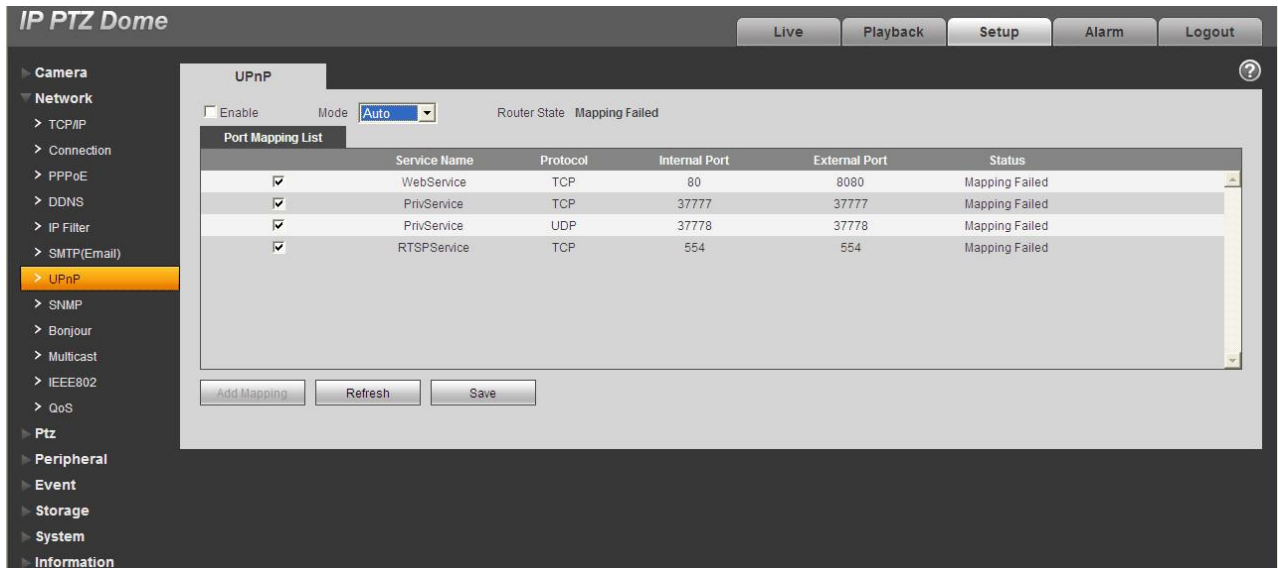 IP PTZ Dome
Live Playback Setup Alarm Logout
Camera
Network
> TCP/IP
> Connection
> PPPoE
> DDNS
> IP Filter
> SMTP(Email)
> UPnP
> SNMP
> Bonjour
> Multicast
> IEEE802
> QoS
Ptz
Peripheral
Event
Storage
System
Information
UPnP
?
Enable Mode Auto Router State Mapping Failed
Port Mapping List
Service Name Protocol Internal Port External Port Status
WebService TCP 80 8080 Mapping Failed
PrivService TCP 37777 37777 Mapping Failed
PrivService UDP 37778 37778 Mapping Failed
RTSPService TCP 554 554 Mapping Failed
Add Mapping Refresh Save